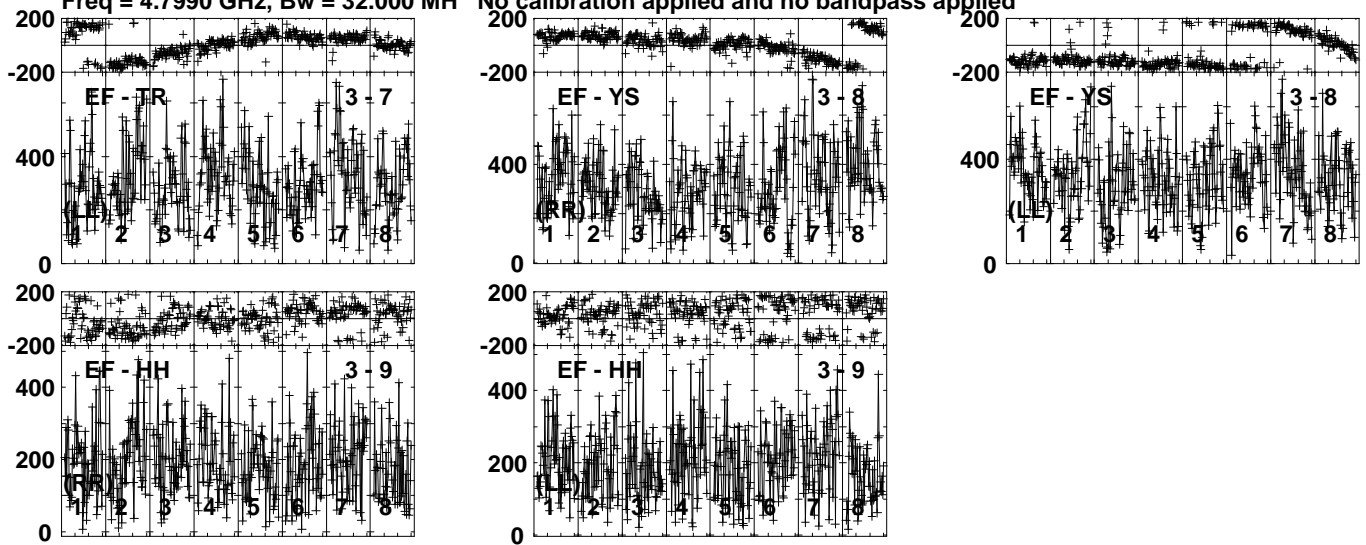 Freq = 4.7990 GHz, Bw = 32.000 MH No calibration applied and no bandpass applied
200
-200
EF - TR 3 - 7
400
(LL)
1 2 3 4 5 6 7 8
0
200
-200
EF - YS 3 - 8
400
(RR)
1 2 3 4 5 6 7 8
0
200
-200
EF - YS 3 - 8
400
(LL)
1 2 3 4 5 6 7 8
0
200
-200
EF - HH 3 - 9
400
200
(RR)
1 2 3 4 5 6 7 8
0
200
-200
EF - HH 3 - 9
400
200
(LL)
1 2 3 4 5 6 7 8
0